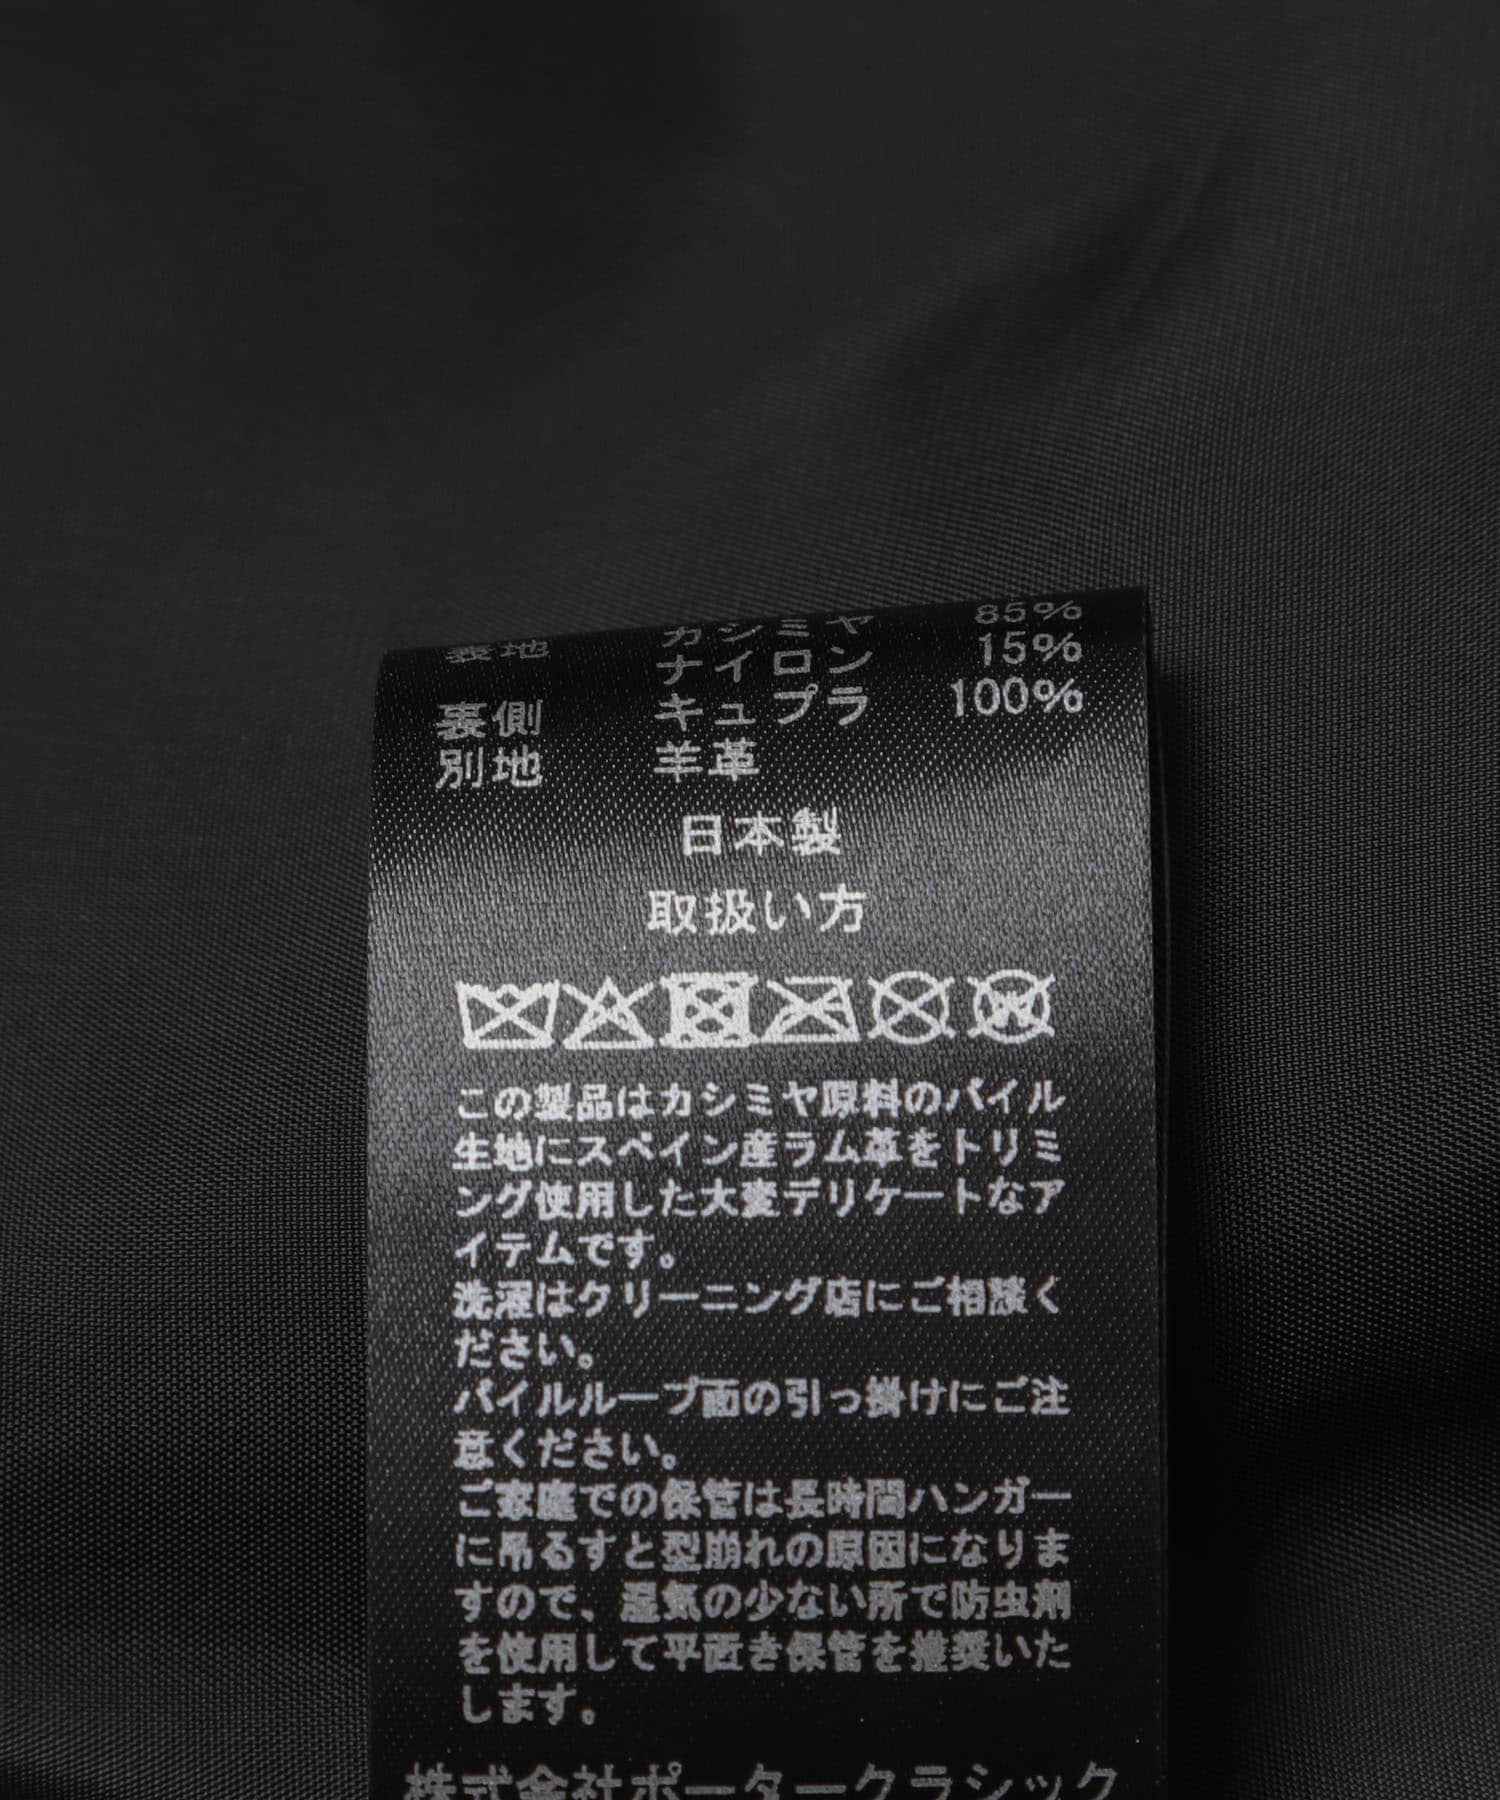 表地 カシミヤ 85%
ナイロン 15%
裏側 キュプラ 100%
別地 羊革
日本製
取扱い方
この製品はカシミヤ原料のパイル
生地にスペイン産ラム革をトリミ
ング使用した大変デリケートなア
イテムです。
洗濯はクリーニング店にご相談く
ださい。
パイルループ面の引っ掛けにご注
意ください。
ご家庭での保管は長時間ハンガー
に吊るすと型崩れの原因になりま
すので、湿気の少ない所で防虫剤
を使用して平置き保管を推奨いた
します。
株式会社ポータークラシック